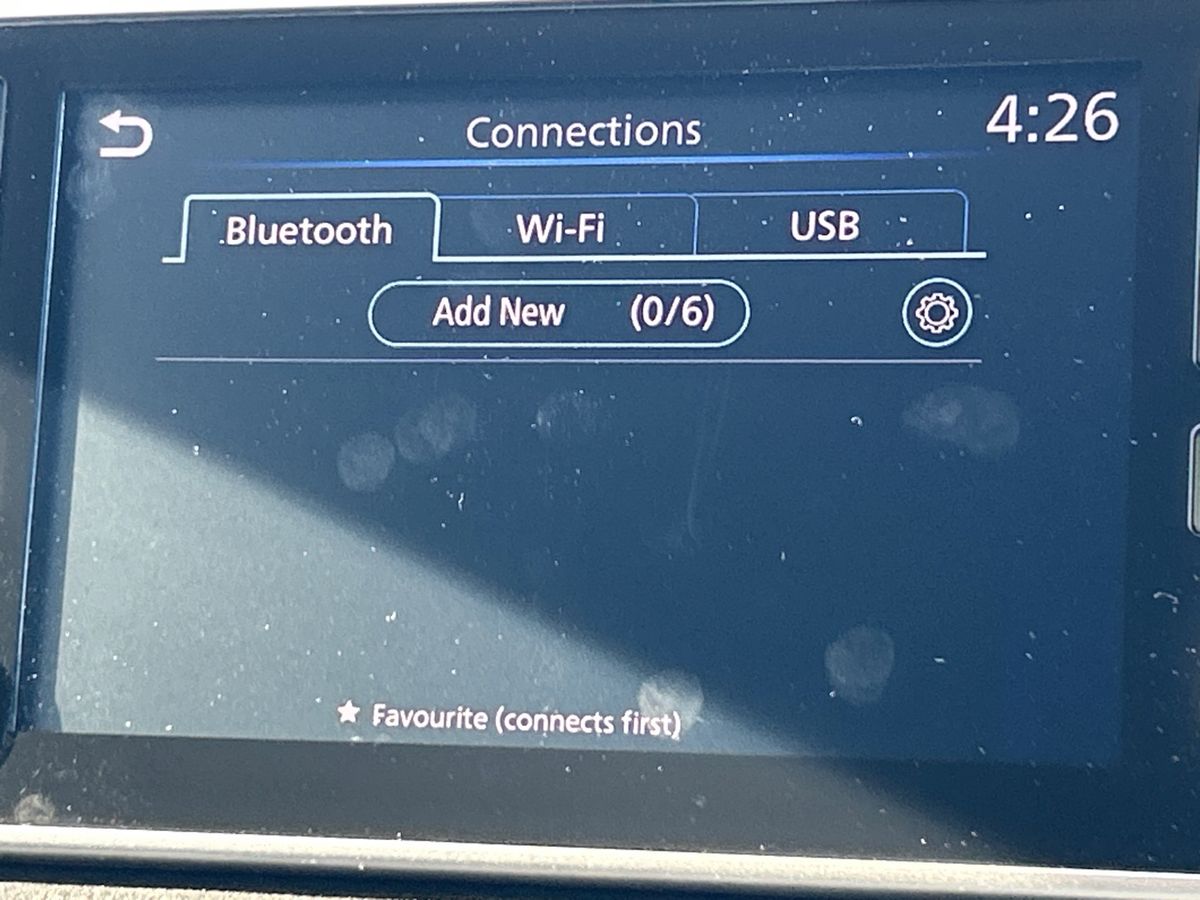 Connections
4:26
Bluetooth
Wi-Fi
USB
Add New (0/6)
★ Favourite (connects first)